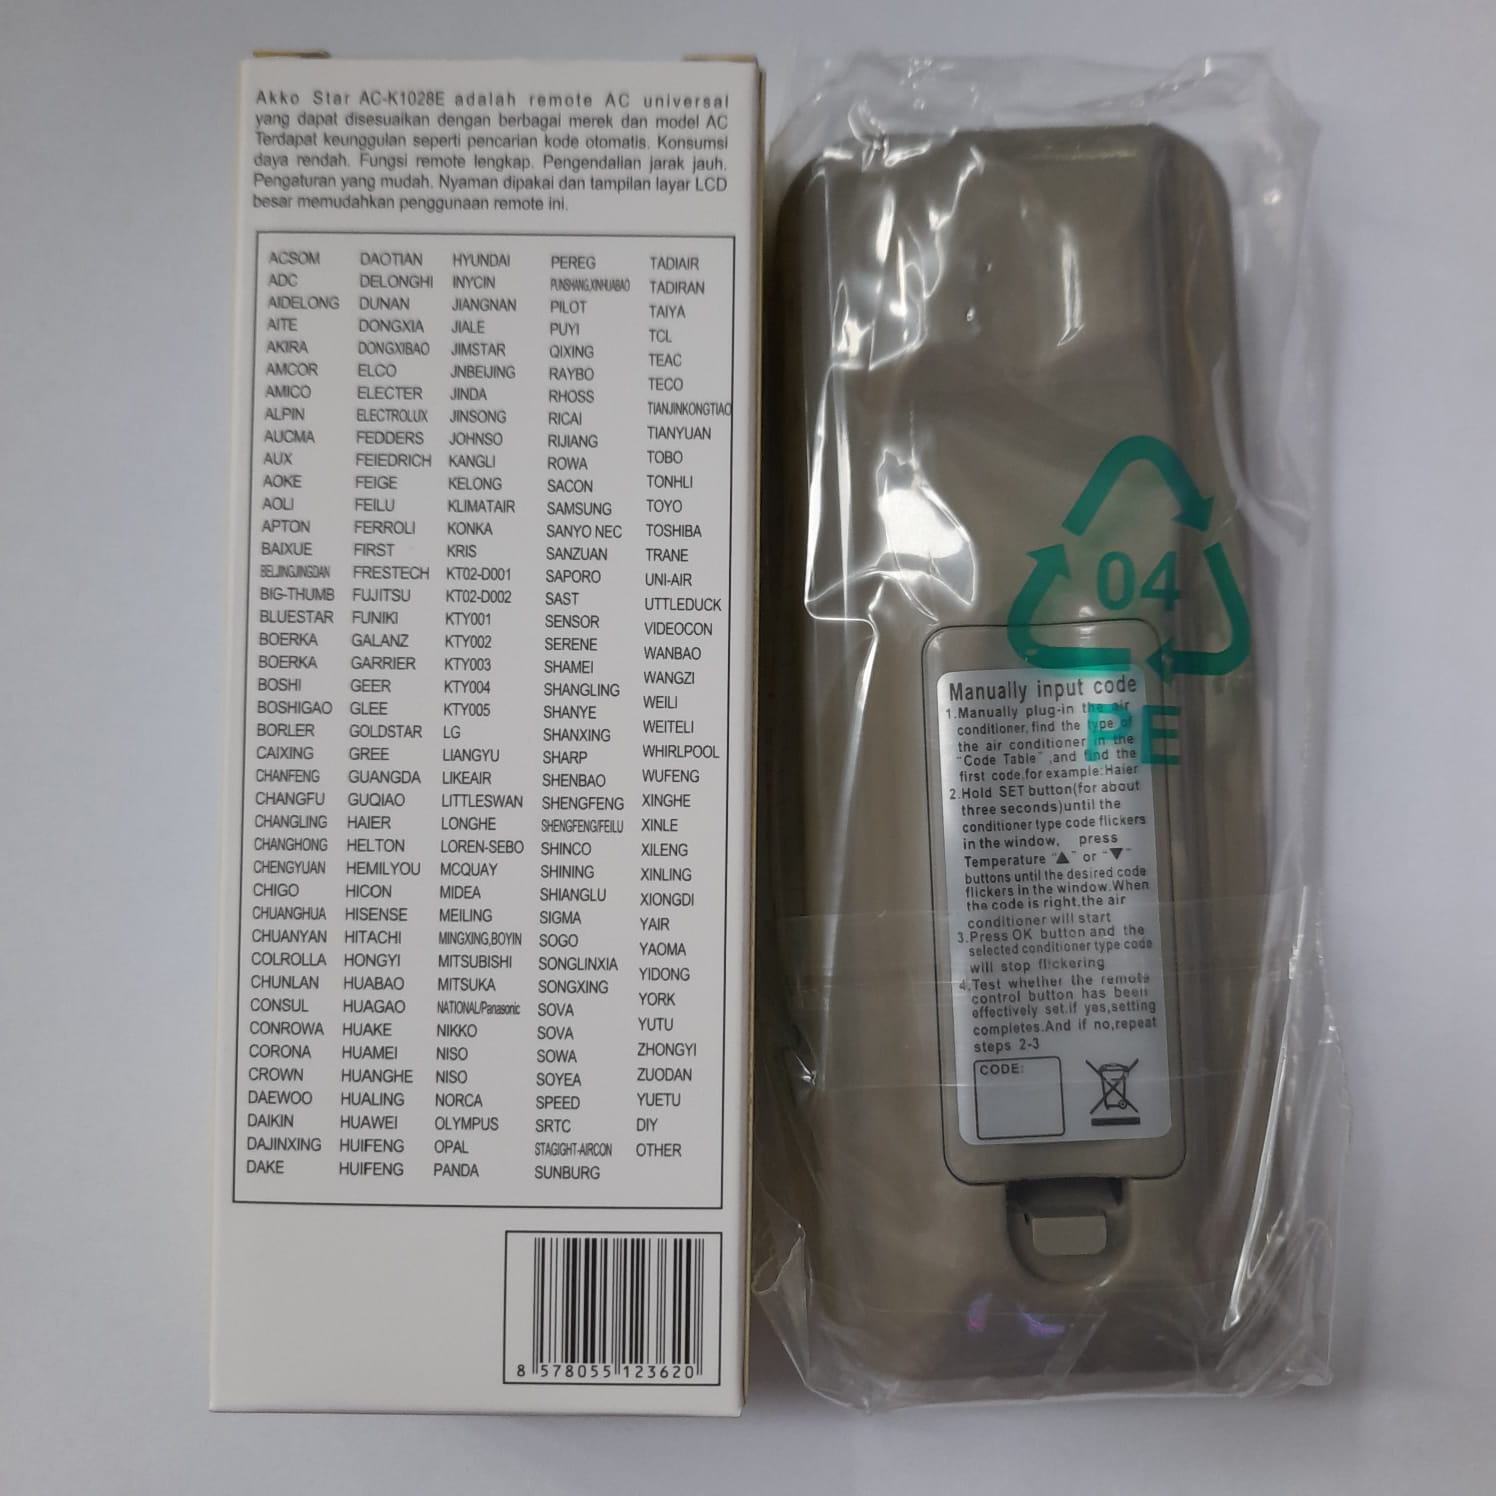 Akko Star AC-K1028E adalah remote AC universal
yang dapat disesuaikan dengan berbagai merek dan model AC
Terdapat keunggulan seperti pencarian kode otomatis. Konsumsi
daya rendah. Fungsi remote lengkap. Pengendalian jarak jauh.
Pengaturan yang mudah. Nyaman dipakai dan tampilan layar LCD
besar memudahkan penggunaan remote ini.
ACSOM
ADC
AIDELONG
AITE
AKIRA
AMCOR
AMICO
ALPIN
AUCMA
AUX
AOKE
AOLI
APTON
BAIXUE
BEIJINGJINGDAN
BIG-THUMB
BLUESTAR
BOERKA
BOERKA
BOSHI
BOSHIGAO
BORLER
CAIXING
CHANFENG
CHANGFU
CHANGLING
CHANGHONG
CHENGYUAN
CHIGO
CHUANGHUA
CHUANYAN
COLROLLA
CHUNLAN
CONSUL
CONROWA
CORONA
CROWN
DAEWOO
DAIKIN
DAJINXING
DAKE
DAOTIAN
DELONGHI
DUNAN
DONGXIA
DONGXIBAO
ELCO
ELECTER
ELECTROLUX
FEDDERS
FEIEDRICH
FEIGE
FEILU
FERROLI
FIRST
FRESTECH
FUJITSU
FUNIKI
GALANZ
GARRIER
GEER
GLEE
GOLDSTAR
GREE
GUANGDA
GUQIAO
HAIER
HELTON
HEMILYOU
HICON
HISENSE
HITACHI
HONGYI
HUABAO
HUAGAO
HUAKE
HUAMEI
HUANGHE
HUALING
HUAWEI
HUIFENG
HUIFENG
HYUNDAI
INYCIN
JIANGNAN
JIALE
JIMSTAR
JNBEIJING
JINDA
JINSONG
JOHNSO
KANGLI
KELONG
KLIMATAIR
KONKA
KRIS
KT02-D001
KT02-D002
KTY001
KTY002
KTY003
KTY004
KTY005
LG
LIANGYU
LIKEAIR
LITTLESWAN
LONGHE
LOREN-SEBO
MCQUAY
MIDEA
MEILING
MINGXING,BOYIN
MITSUBISHI
MITSUKA
NATIONAL/Panasonic
NIKKO
NISO
NISO
NORCA
OLYMPUS
OPAL
PANDA
PEREG
PUNSHANG,XINHUABAO
PILOT
PUYI
QIXING
RAYBO
RHOSS
RICAI
RIJIANG
ROWA
SACON
SAMSUNG
SANYO NEC
SANZUAN
SAPORO
SAST
SENSOR
SERENE
SHAMEI
SHANGLING
SHANYE
SHANXING
SHARP
SHENBAO
SHENGFENG
SHENGFENG/FEILU
SHINCO
SHINING
SHIANGLU
SIGMA
SOGO
SONGLINXIA
SONGXING
SOVA
SOVA
SOWA
SOYEA
SPEED
SRTC
STAGIGHT-AIRCON
SUNBURG
TADIAIR
TADIRAN
TAIYA
TCL
TEAC
TECO
TIANJINKONGTIAO
TIANYUAN
TOBO
TONHLI
TOYO
TOSHIBA
TRANE
UNI-AIR
UTTLEDUCK
VIDEOCON
WANBAO
WANGZI
WEILI
WEITELI
WHIRLPOOL
WUFENG
XINGHE
XINLE
XILENG
XINLING
XIONGDI
YAIR
YAOMA
YIDONG
YORK
YUTU
ZHONGYI
ZUODAN
YUETU
DIY
OTHER
8 578055 123620
04
PE
Manually input code
1.Manually plug-in the air
conditioner,find the type of
the air conditioner in the
"Code Table" ,and find the
first code,for example:Haier
2.Hold SET button(for about
three seconds)until the
conditioner type code flickers
in the window, press
Temperature "▲" or "▼"
buttons until the desired code
flickers in the window.When
the code is right,the air
conditioner will start
3.Press OK button and the
selected conditioner type code
will stop flickering
4.Test whether the remote
control button has been
effectively set,if yes,setting
completes.And if no,repeat
steps 2-3
CODE: